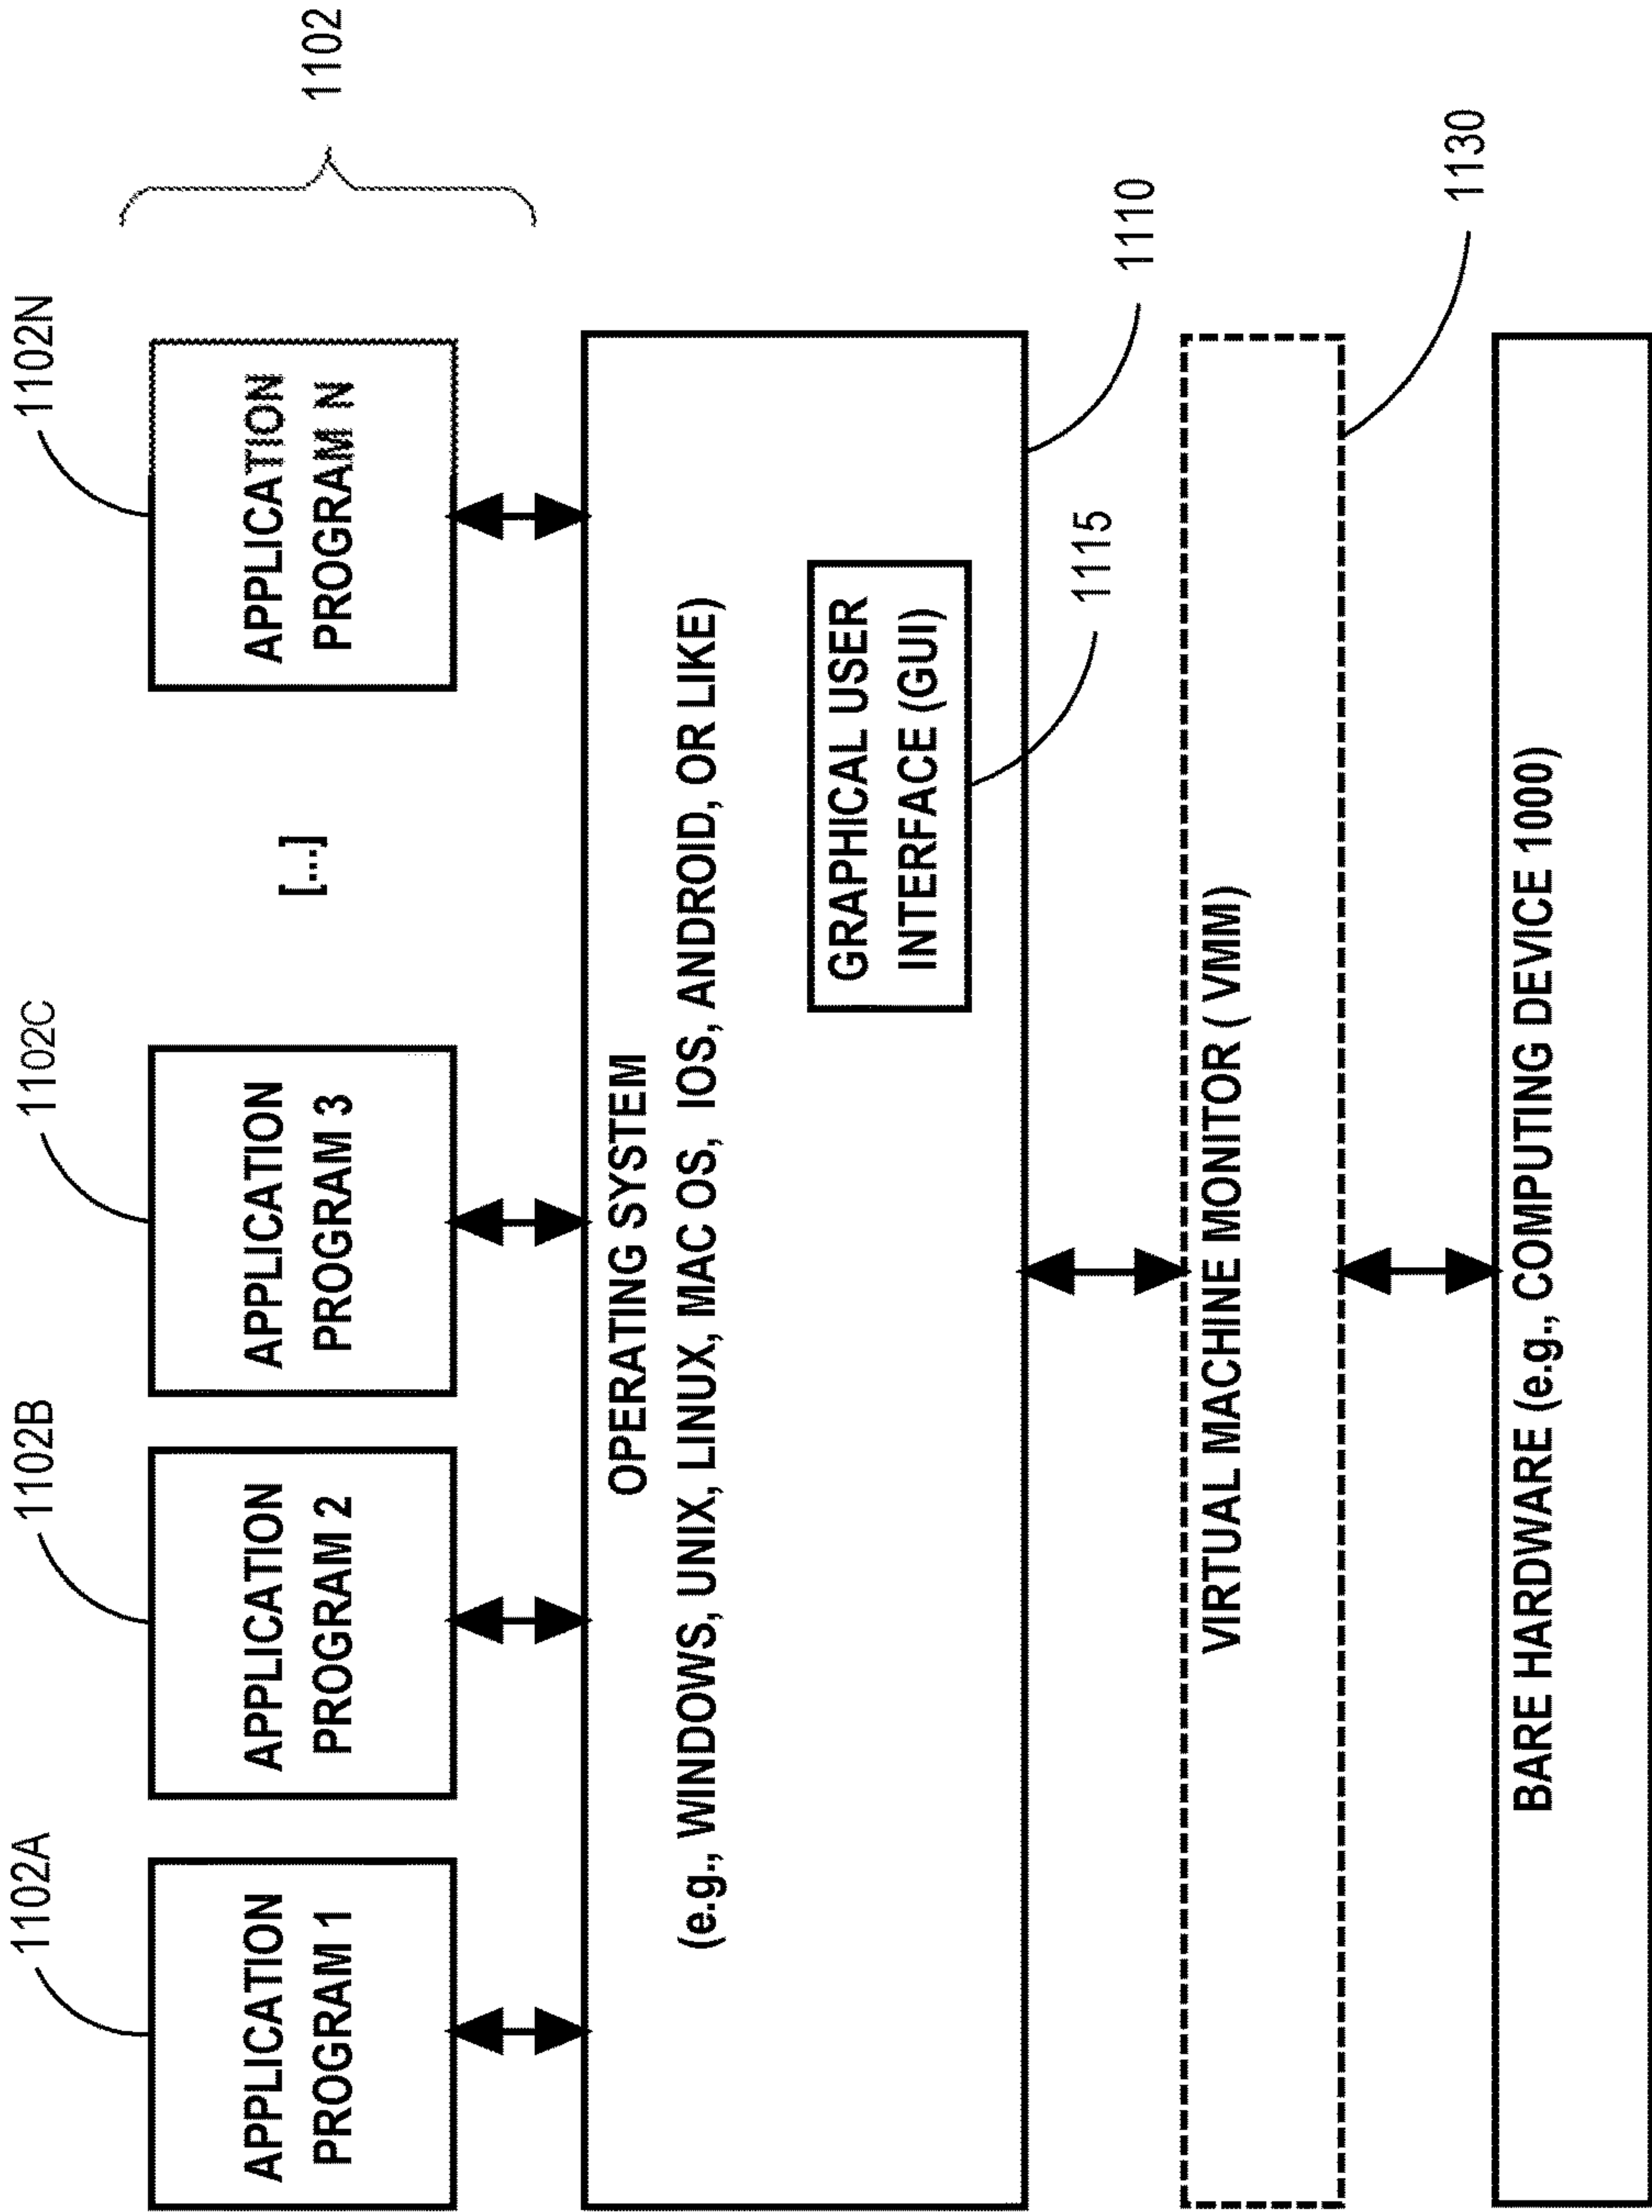 1102A
1102B
1102C
1102N
APPLICATION
PROGRAM 1
APPLICATION
PROGRAM 2
APPLICATION
PROGRAM 3
[...]
APPLICATION
PROGRAM N
1102
OPERATING SYSTEM
(e.g., WINDOWS, UNIX, LINUX, MAC OS, IOS, ANDROID, OR LIKE)
GRAPHICAL USER
INTERFACE (GUI)
1115
1110
VIRTUAL MACHINE MONITOR ( VMM)
1130
BARE HARDWARE (e.g., COMPUTING DEVICE 1000)